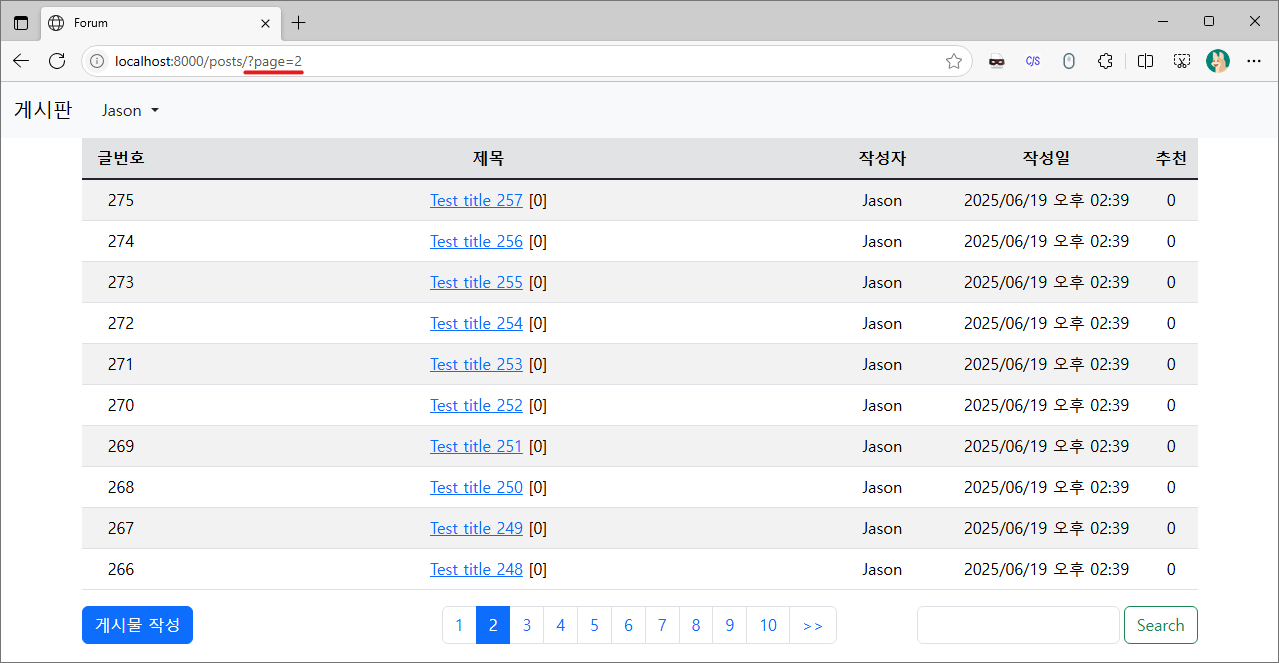 Forum
localhost:8000/posts/?page=2
C/S
게시판 Jason
글번호 제목 작성자 작성일 추천
275 Test title 257 [0] Jason 2025/06/19 오후 02:39 0
274 Test title 256 [0] Jason 2025/06/19 오후 02:39 0
273 Test title 255 [0] Jason 2025/06/19 오후 02:39 0
272 Test title 254 [0] Jason 2025/06/19 오후 02:39 0
271 Test title 253 [0] Jason 2025/06/19 오후 02:39 0
270 Test title 252 [0] Jason 2025/06/19 오후 02:39 0
269 Test title 251 [0] Jason 2025/06/19 오후 02:39 0
268 Test title 250 [0] Jason 2025/06/19 오후 02:39 0
267 Test title 249 [0] Jason 2025/06/19 오후 02:39 0
266 Test title 248 [0] Jason 2025/06/19 오후 02:39 0
게시물 작성 1 2 3 4 5 6 7 8 9 10 >> Search